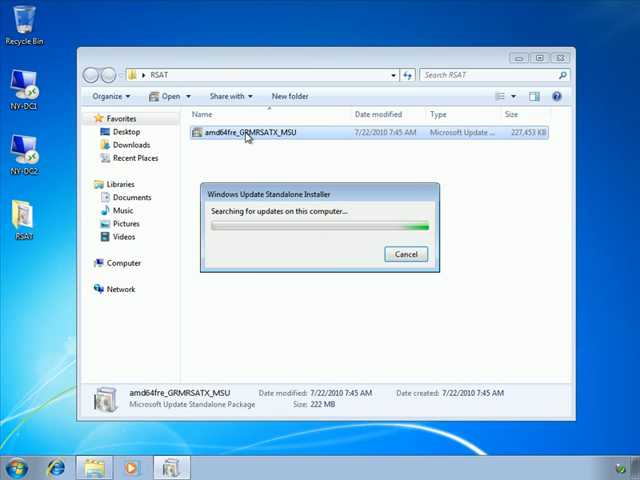 Recycle Bin
NY-DC1
NY-DC2
RSAT
RSAT
Search RSAT
Organize Open Share with New folder
Name Date modified Type Size
amd64fre_GRMRSATX_MSU 7/22/2010 7:45 AM Microsoft Update ... 227,453 KB
Favorites
Desktop
Downloads
Recent Places
Libraries
Documents
Music
Pictures
Videos
Computer
Network
Windows Update Standalone Installer
Searching for updates on this computer...
Cancel
amd64fre_GRMRSATX_MSU Date modified: 7/22/2010 7:45 AM Date created: 7/22/2010 7:45 AM
Microsoft Update Standalone Package Size: 222 MB